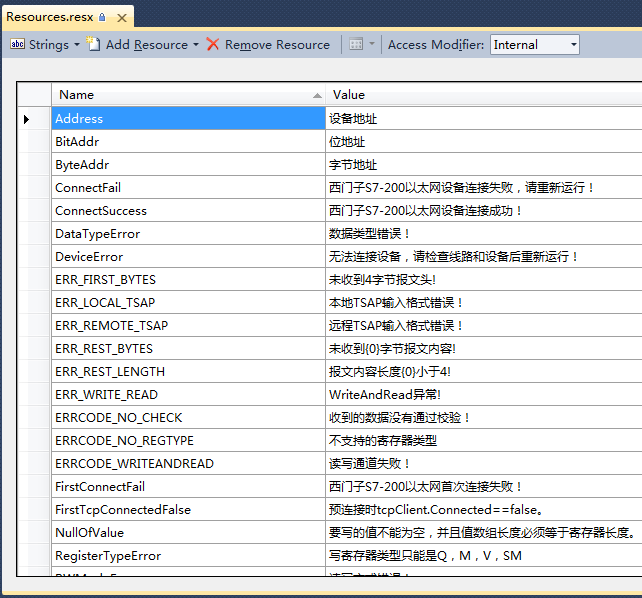 Resources.resx
Strings Add Resource Remove Resource Access Modifier: Internal
Name Value
Address 设备地址
BitAddr 位地址
ByteAddr 字节地址
ConnectFail 西门子S7-200以太网设备连接失败，请重新运行！
ConnectSuccess 西门子S7-200以太网设备连接成功！
DataTypeError 数据类型错误！
DeviceError 无法连接设备，请检查线路和设备后重新运行！
ERR_FIRST_BYTES 未收到4字节报文头!
ERR_LOCAL_TSAP 本地TSAP输入格式错误！
ERR_REMOTE_TSAP 远程TSAP输入格式错误！
ERR_REST_BYTES 未收到{0}字节报文内容!
ERR_REST_LENGTH 报文内容长度{0}小于4!
ERR_WRITE_READ WriteAndRead异常!
ERRCODE_NO_CHECK 收到的数据没有通过校验！
ERRCODE_NO_REGTYPE 不支持的寄存器类型
ERRCODE_WRITEANDREAD 读写通道失败！
FirstConnectFail 西门子S7-200以太网首次连接失败！
FirstTcpConnectedFalse 预连接时tcpClient.Connected==false。
NullOfValue 要写的值不能为空，并且值数组长度必须等于寄存器长度。
RegisterTypeError 写寄存器类型只能是Q，M，V，SM